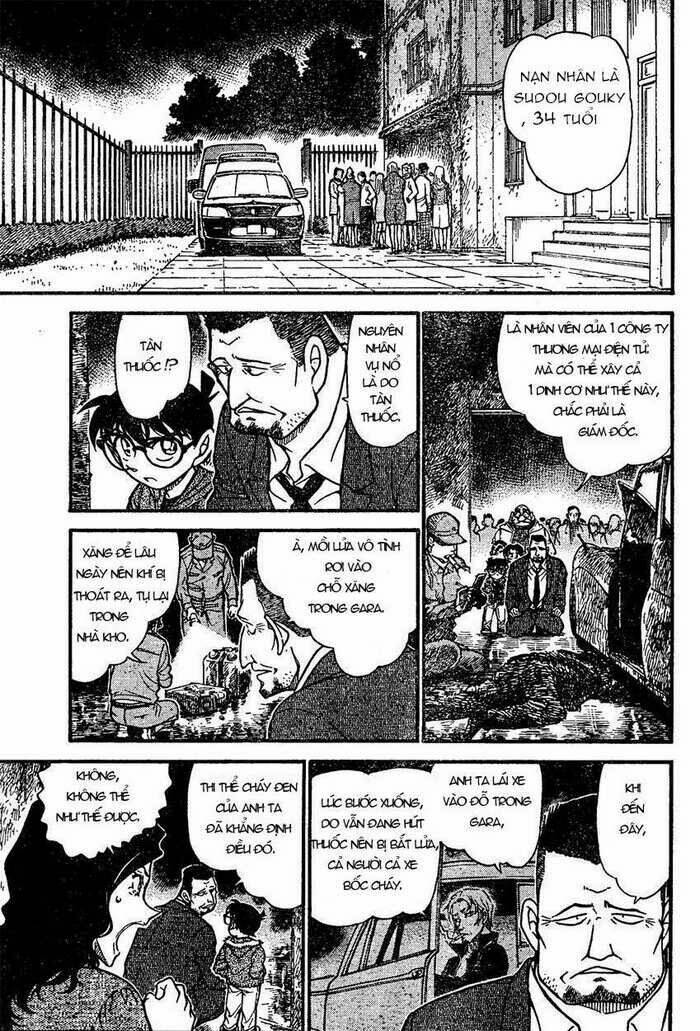 NẠN NHÂN LÀ
SUDOU GOUKY
, 34 TUỔI
LÀ NHÂN VIÊN CỦA 1 CÔNG TY
THƯƠNG MẠI ĐIỆN TỬ
MÀ CÓ THỂ XÂY CẢ
1 DINH CƠ NHƯ THẾ NÀY,
CHẮC PHẢI LÀ
GIÁM ĐỐC.
NGUYÊN
NHÂN
VỤ NỔ
LÀ DO
TÀN
THUỐC.
TÀN
THUỐC !?
À, MỒI LỬA VÔ TÌNH
RƠI VÀO
CHỖ XĂNG
TRONG GARA.
XĂNG ĐỂ LÂU
NGÀY NÊN KHÍ BỊ
THOÁT RA, TỤ LẠI
TRONG
NHÀ KHO.
KHI
ĐẾN
ĐÂY,
ANH TA LÁI XE
VÀO ĐỖ TRONG
GARA,
LÚC BƯỚC XUỐNG,
DO VẪN ĐANG HÚT
THUỐC NÊN BỊ BẮT LỬA,
CẢ NGƯỜI CẢ XE
BỐC CHÁY.
THI THỂ CHÁY ĐEN
CỦA ANH TA
ĐÃ KHẲNG ĐỊNH
ĐIỀU ĐÓ.
KHÔNG,
KHÔNG THỂ
NHƯ THẾ ĐƯỢC.